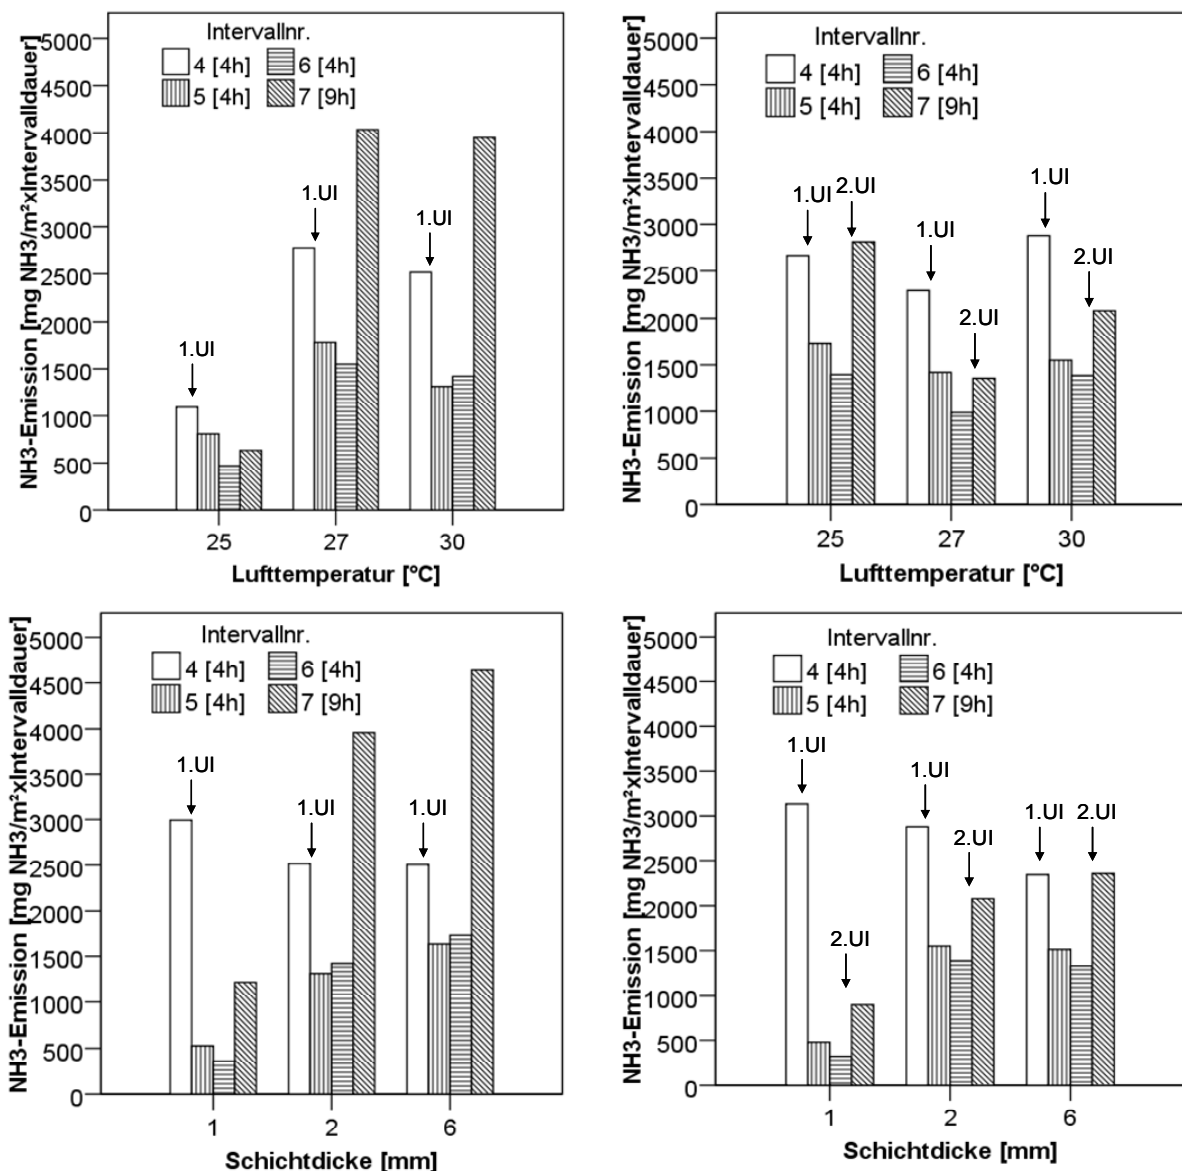 NH3-Emission [mg NH3/m²xIntervalldauer]
5000
4500
4000
3500
3000
2500
2000
1500
1000
500
0
Intervallnr.
4 [4h] 6 [4h]
5 [4h] 7 [9h]
1.UI
1.UI
1.UI
25 27 30
Lufttemperatur [°C]
NH3-Emission [mg NH3/m²xIntervalldauer]
5000
4500
4000
3500
3000
2500
2000
1500
1000
500
0
Intervallnr.
4 [4h] 6 [4h]
5 [4h] 7 [9h]
1.UI 2.UI
1.UI 2.UI
1.UI 2.UI
25 27 30
Lufttemperatur [°C]
NH3-Emission [mg NH3/m²xIntervalldauer]
5000
4500
4000
3500
3000
2500
2000
1500
1000
500
0
Intervallnr.
4 [4h] 6 [4h]
5 [4h] 7 [9h]
1.UI
1.UI
1.UI
1 2 6
Schichtdicke [mm]
NH3-Emission [mg NH3/m²xIntervalldauer]
5000
4500
4000
3500
3000
2500
2000
1500
1000
500
0
Intervallnr.
4 [4h] 6 [4h]
5 [4h] 7 [9h]
1.UI 2.UI
1.UI 2.UI
1.UI 2.UI
1 2 6
Schichtdicke [mm]